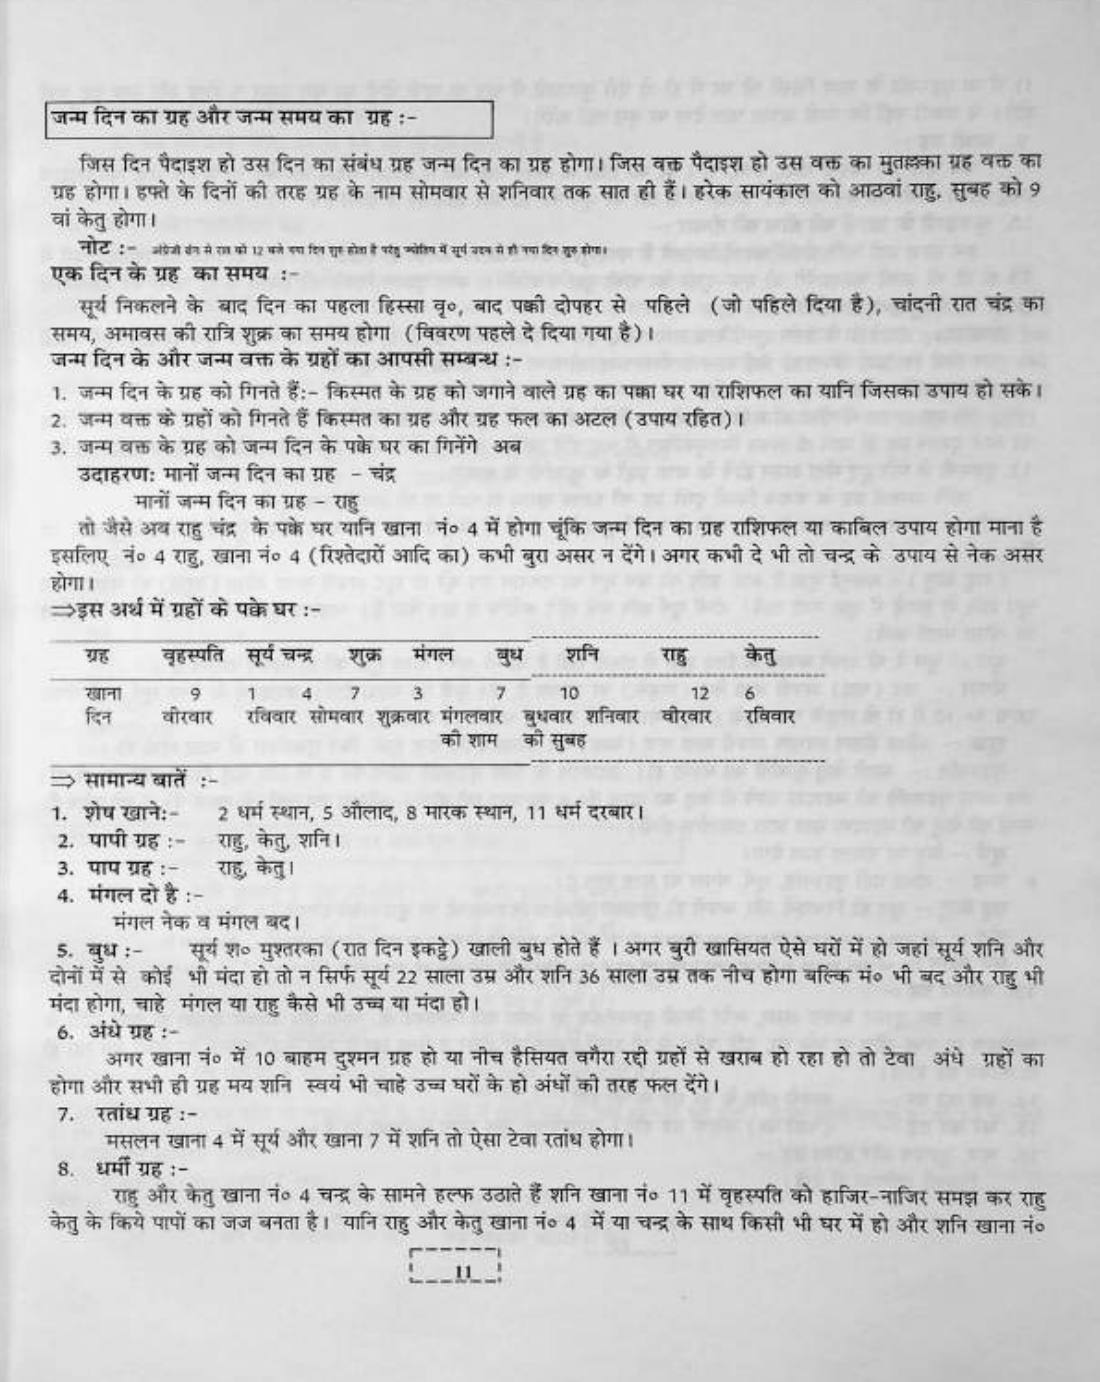 जन्म दिन का ग्रह और जन्म समय का ग्रह :-
जिस दिन पैदाइश हो उस दिन का संबंध ग्रह जन्म दिन का ग्रह होगा। जिस वक्त पैदाइश हो उस वक्त का मुतल्लका ग्रह वक्त का
ग्रह होगा। हफ्ते के दिनों की तरह ग्रह के नाम सोमवार से शनिवार तक सात ही हैं। हरेक सायंकाल को आठवां राहु, सुबह को 9
वां केतु होगा।
नोट :- अंग्रेजी ढंग से रात को 12 बजे नया दिन शुरु होता है परंतु ज्योतिष में सूर्य उदय से ही नया दिन शुरु होगा।
एक दिन के ग्रह का समय :-
सूर्य निकलने के बाद दिन का पहला हिस्सा वृ०, बाद पक्की दोपहर से पहिले (जो पहिले दिया है), चांदनी रात चंद्र का
समय, अमावस की रात्रि शुक्र का समय होगा (विवरण पहले दे दिया गया है)।
जन्म दिन के और जन्म वक्त के ग्रहों का आपसी सम्बन्ध :-
1. जन्म दिन के ग्रह को गिनते हैं:- किस्मत के ग्रह को जगाने वाले ग्रह का पक्का घर या राशिफल का यानि जिसका उपाय हो सके।
2. जन्म वक्त के ग्रहों को गिनते हैं किस्मत का ग्रह और ग्रह फल का अटल (उपाय रहित)।
3. जन्म वक्त के ग्रह को जन्म दिन के पक्के घर का गिनेंगे अब
उदाहरण: मानों जन्म दिन का ग्रह - चंद्र
मानों जन्म दिन का ग्रह - राहु
तो जैसे अब राहु चंद्र के पक्के घर यानि खाना नं० 4 में होगा चूंकि जन्म दिन का ग्रह राशिफल या काबिल उपाय होगा माना है
इसलिए नं० 4 राहु, खाना नं० 4 (रिश्तेदारों आदि का) कभी बुरा असर न देंगे। अगर कभी दे भी तो चन्द्र के उपाय से नेक असर
होगा।
⇒इस अर्थ में ग्रहों के पक्के घर :-
ग्रह वृहस्पति सूर्य चन्द्र शुक्र मंगल बुध शनि राहु केतु
खाना 9 1 4 7 3 7 10 12 6
दिन वीरवार रविवार सोमवार शुक्रवार मंगलवार बुधवार शनिवार वीरवार रविवार
की शाम की सुबह
⇒ सामान्य बातें :-
1. शेष खाने:- 2 धर्म स्थान, 5 औलाद, 8 मारक स्थान, 11 धर्म दरबार।
2. पापी ग्रह :- राहु, केतु, शनि।
3. पाप ग्रह :- राहु, केतु।
4. मंगल दो है :-
मंगल नेक व मंगल बद।
5. बुध :- सूर्य श० मुश्तरका (रात दिन इकट्ठे) खाली बुध होते हैं । अगर बुरी खासियत ऐसे घरों में हो जहां सूर्य शनि और
दोनों में से कोई भी मंदा हो तो न सिर्फ सूर्य 22 साला उम्र और शनि 36 साला उम्र तक नीच होगा बल्कि मं० भी बद और राहु भी
मंदा होगा, चाहे मंगल या राहु कैसे भी उच्च या मंदा हो।
6. अंधे ग्रह :-
अगर खाना नं० में 10 बाहम दुश्मन ग्रह हो या नीच हैसियत वगैरा रद्दी ग्रहों से खराब हो रहा हो तो टेवा अंधे ग्रहों का
होगा और सभी ही ग्रह मय शनि स्वयं भी चाहे उच्च घरों के हो अंधों की तरह फल देंगे।
7. रतांध ग्रह :-
मसलन खाना 4 में सूर्य और खाना 7 में शनि तो ऐसा टेवा रतांध होगा।
8. धर्मी ग्रह :-
राहु और केतु खाना नं० 4 चन्द्र के सामने हल्फ उठाते हैं शनि खाना नं० 11 में वृहस्पति को हाजिर-नाजिर समझ कर राहु
केतु के किये पापों का जज बनता है। यानि राहु और केतु खाना नं० 4 में या चन्द्र के साथ किसी भी घर में हो और शनि खाना नं०
11